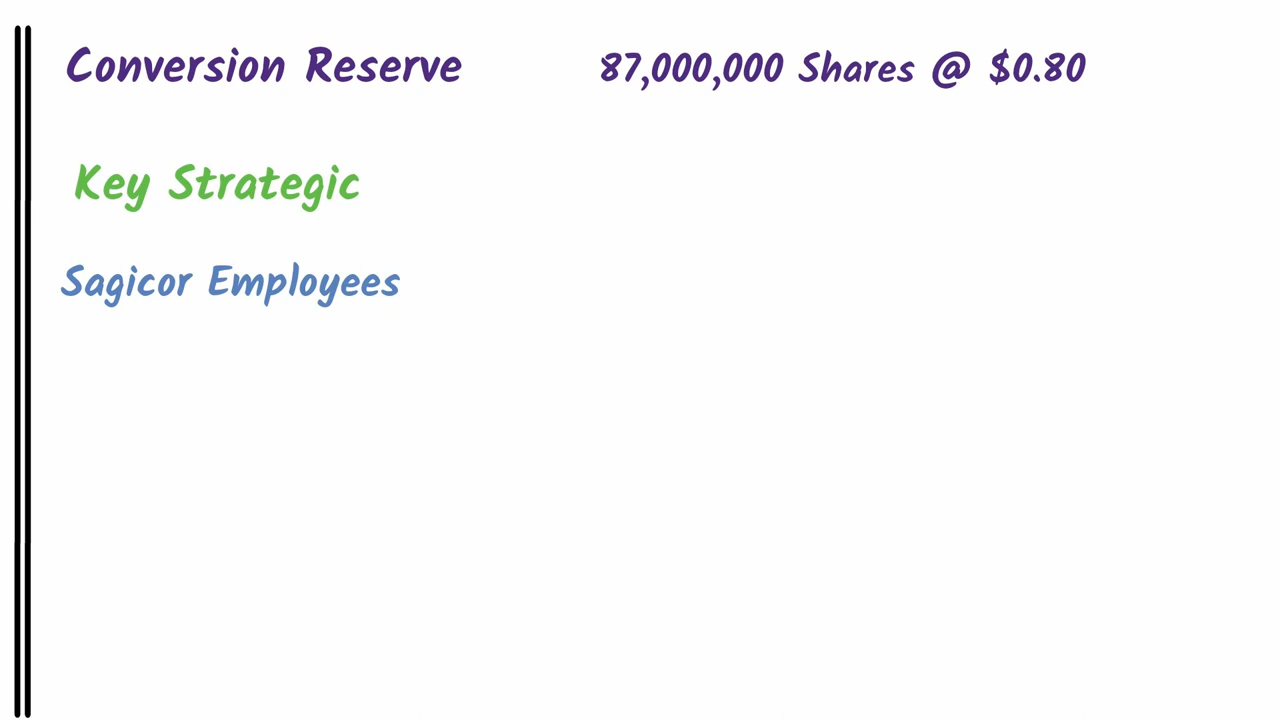 Conversion Reserve 87,000,000 Shares @ $0.80
Key Strategic
Sagicor Employees